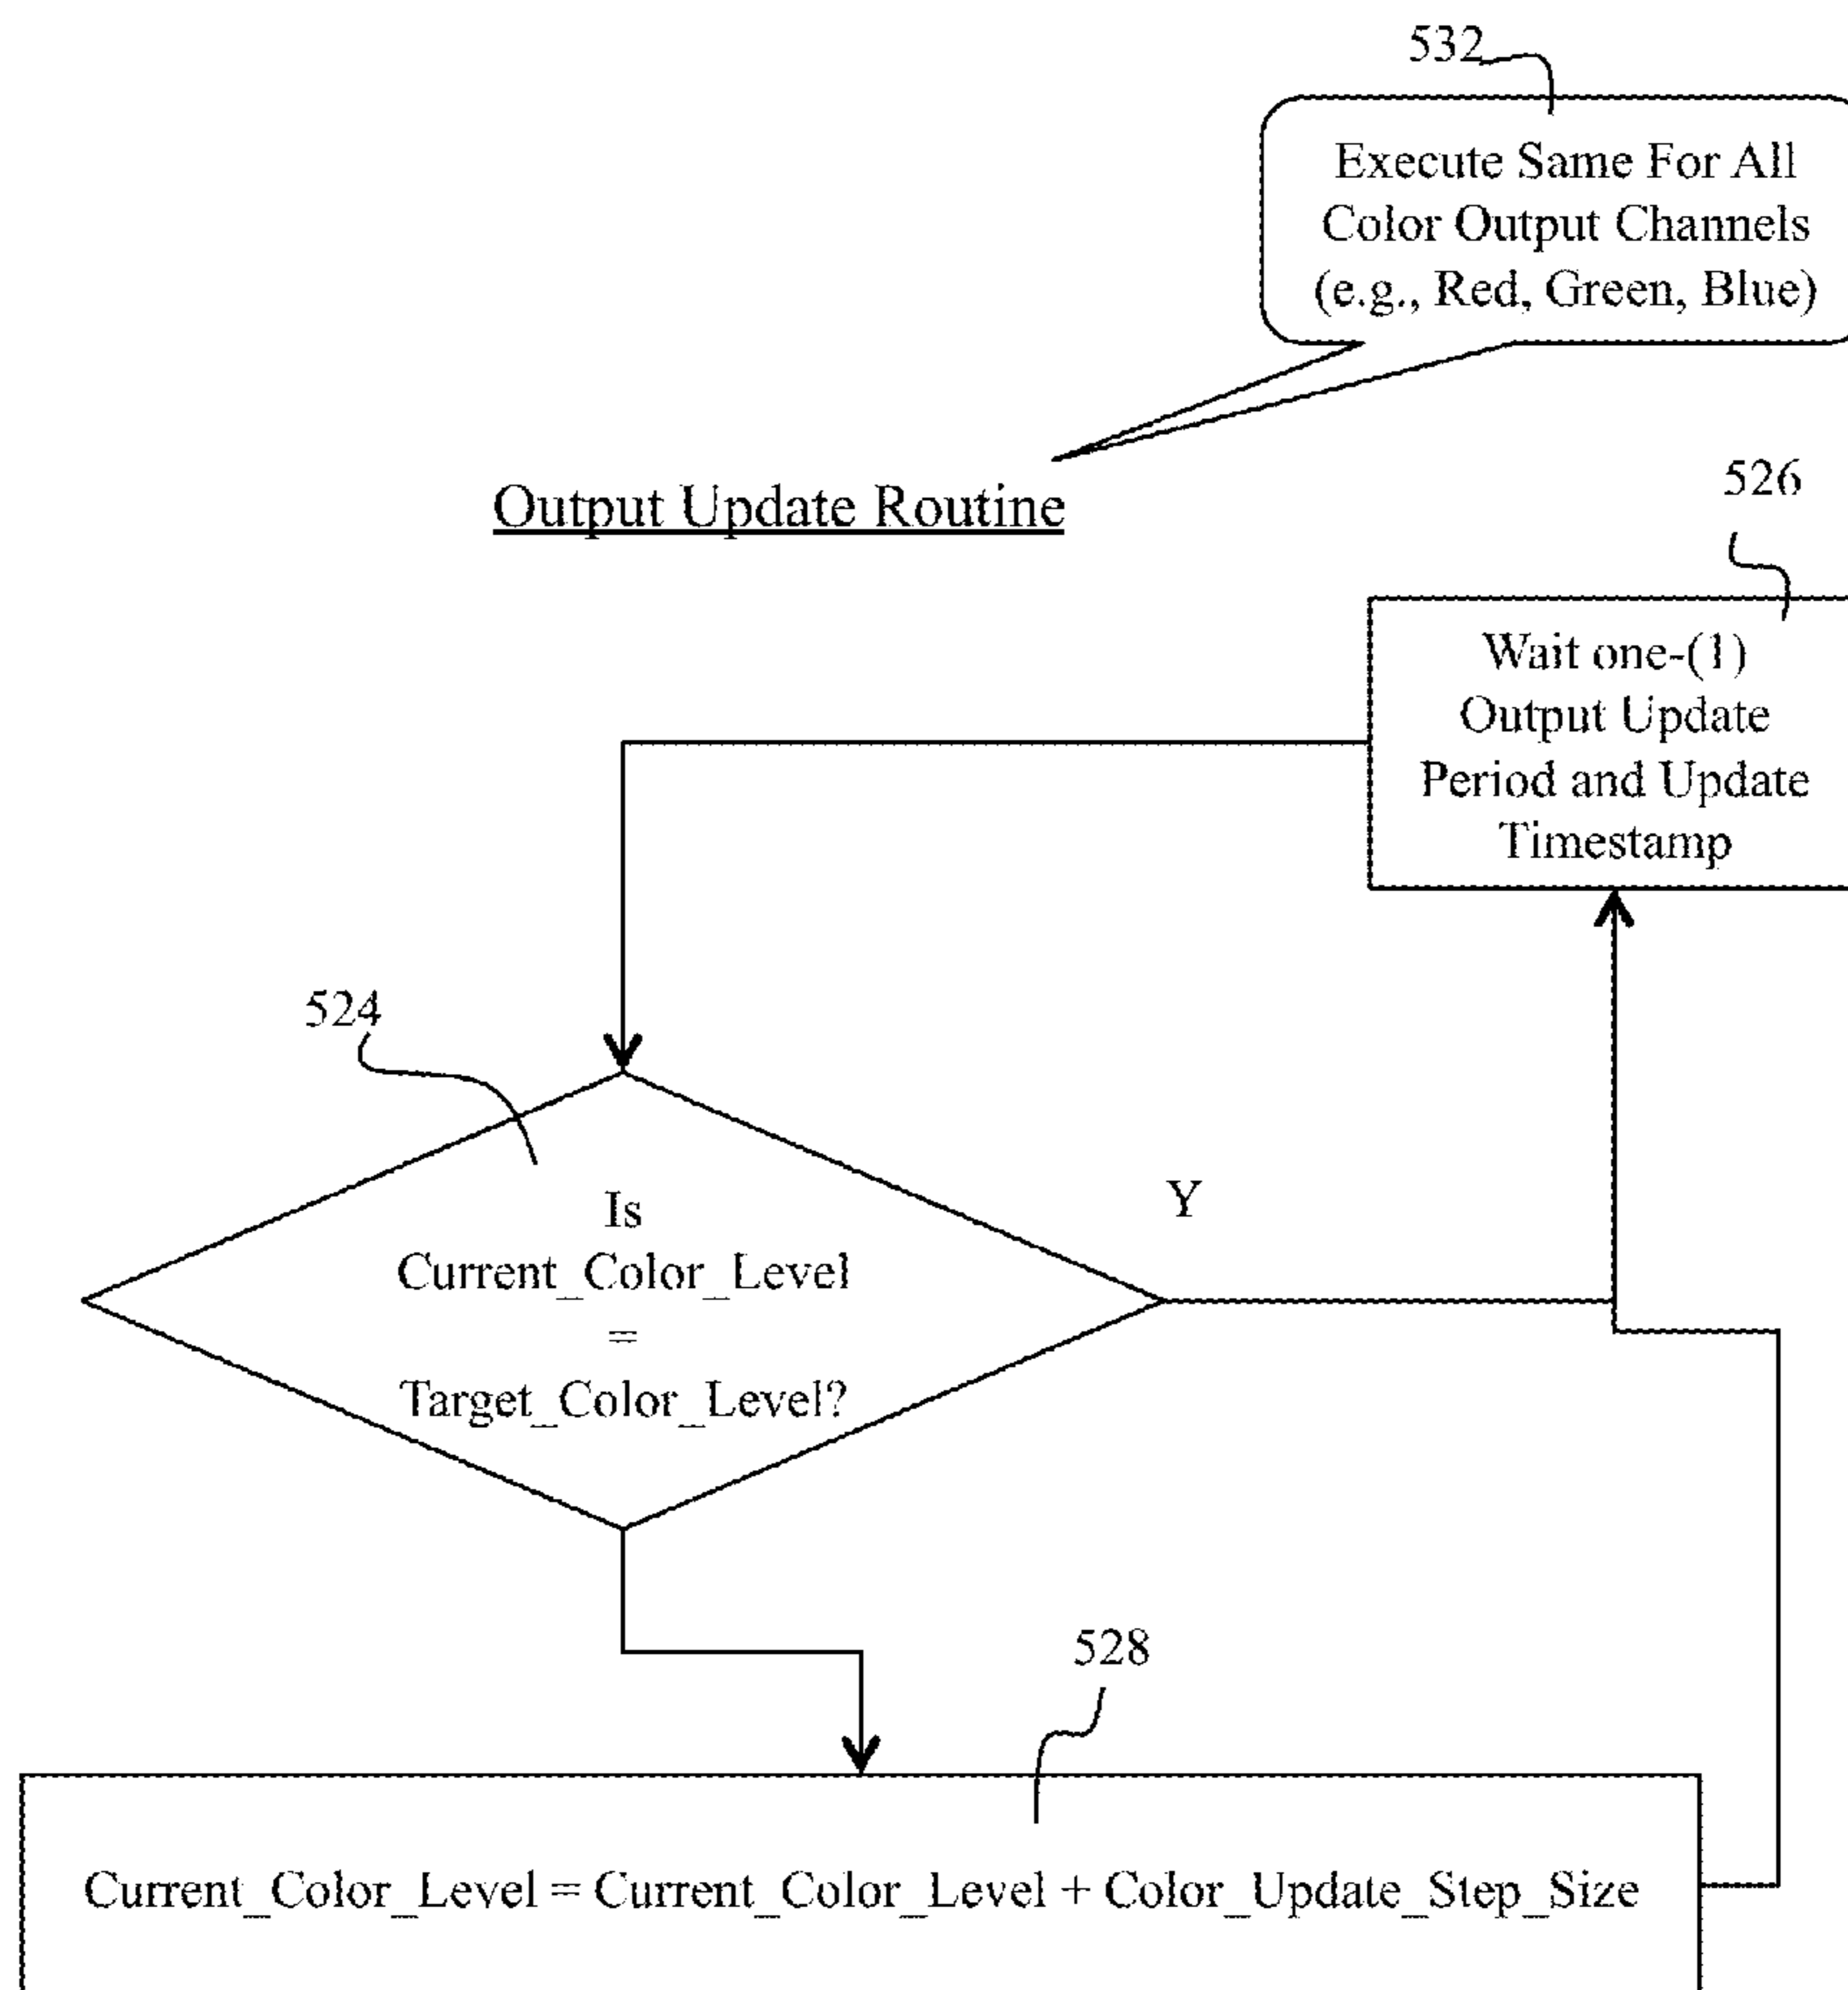 532
Execute Same For All
Color Output Channels
(e.g., Red, Green, Blue)
Output Update Routine
526
Wait one-(1)
Output Update
Period and Update
Timestamp
524
Is
Current_Color_Level
=
Target_Color_Level?
Y
528
Current_Color_Level = Current_Color_Level + Color_Update_Step_Size